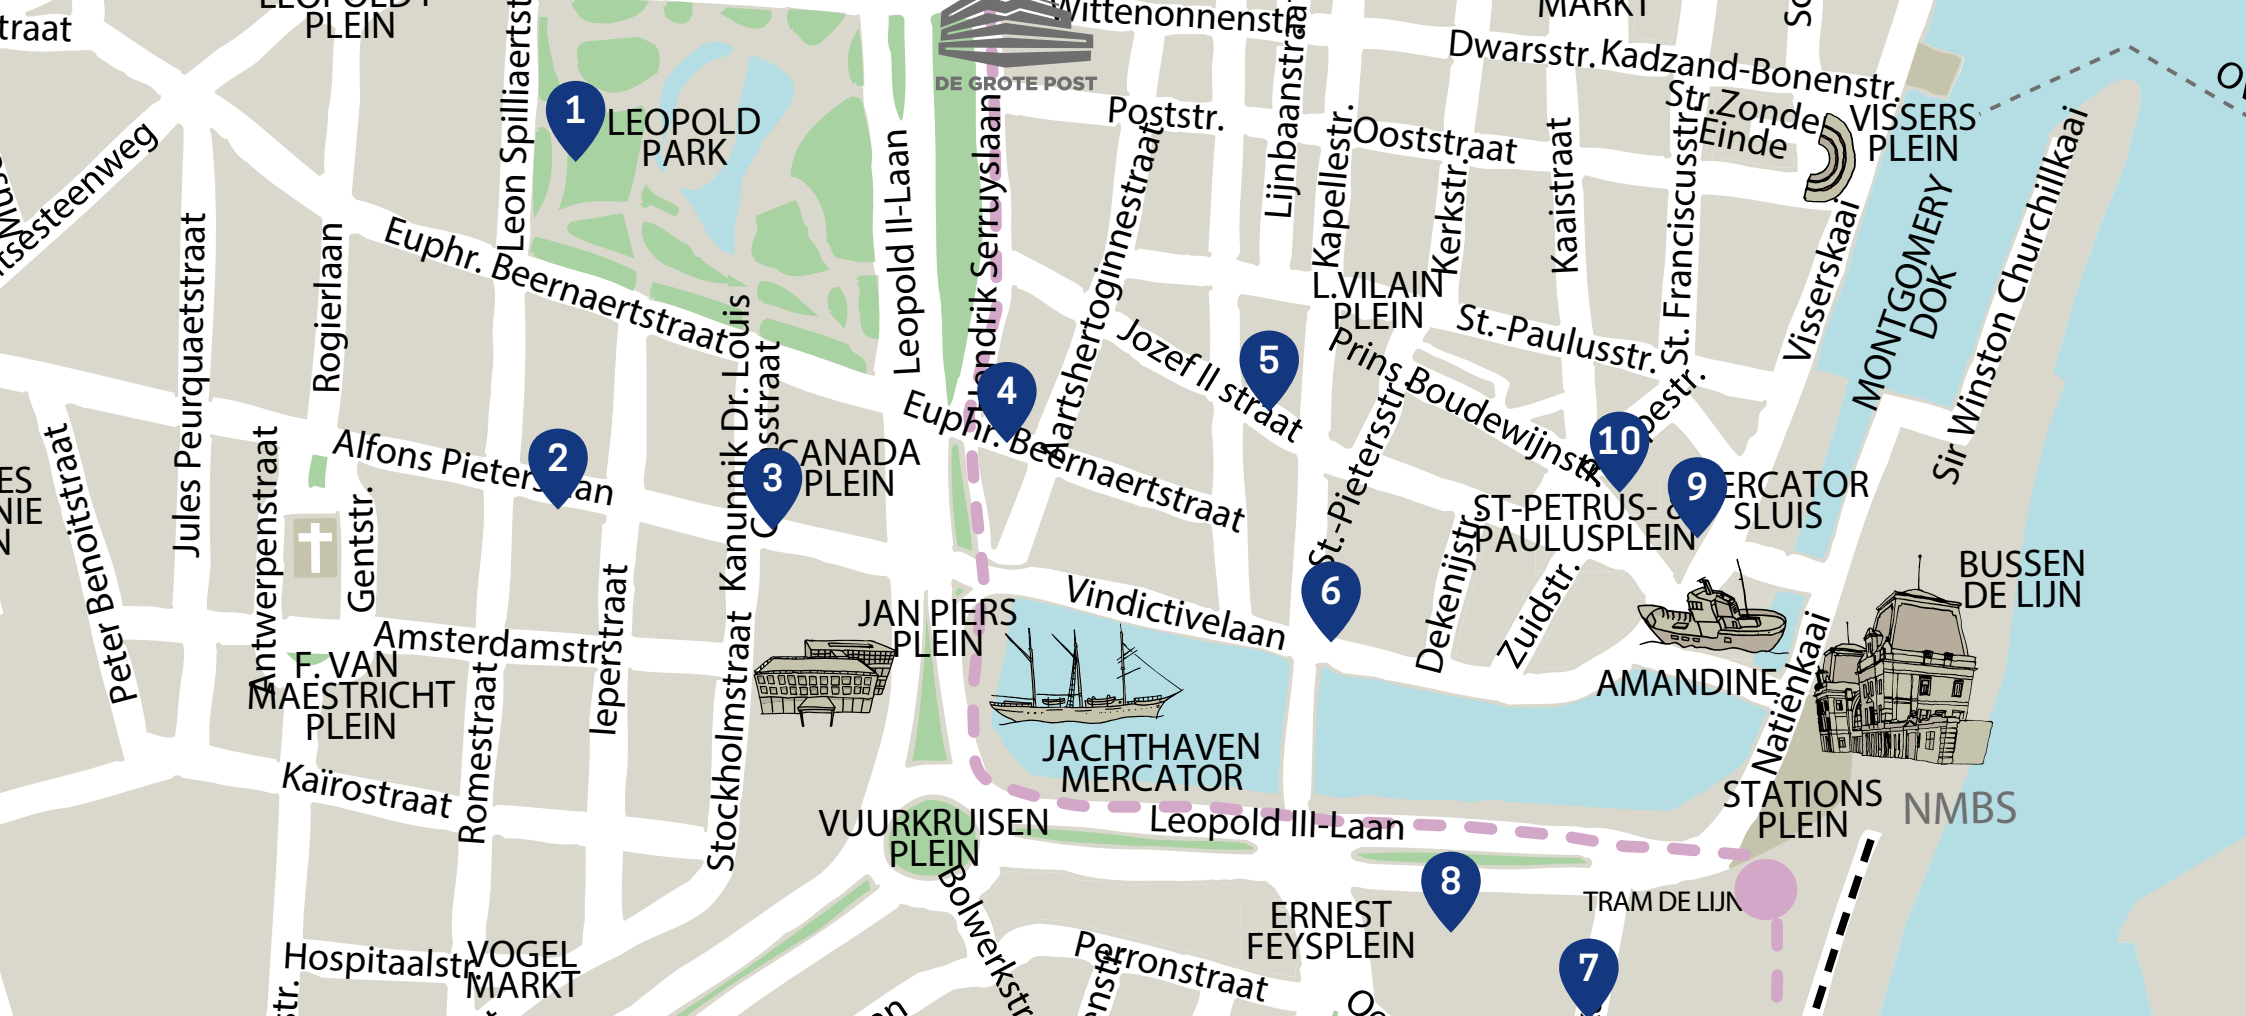 PLEIN
traat
Wittenonnenstr.
MARKT
DE GROTE POST
Dwarsstr.
Kadzand-Bonenstr.
Str.Zonder
Einde
VISSERS
PLEIN
1
LEOPOLD
PARK
Leon Spilliaertstr
Leopold II-Laan
Hendrik Serruyslaan
Poststr.
Lijnbaanstraat
Kapellestr.
Ooststraat
Kerkstr.
Kaaistraat
St. Franciscusstr.
Visserskaai
MONTGOMERY
DOK
Sir Winston Churchillkaai
tsesteenweg
Jules Peurquaetstraat
Rogierlaan
Euphr. Beernaertstraat
Aartshertoginnestraat
L.VILAIN
PLEIN
St.-Paulusstr.
Jozef II straat
Prins Boudewijnstr.
5
4
Euphr. Beernaertstraat
10
2
Alfons Pieterslaan
3
CANADA
PLEIN
Kanunnik Dr. Louis
9
MERCATOR
SLUIS
ST-PETRUS- &
PAULUSPLEIN
Peter Benoitstraat
Antwerpenstraat
Gentstr.
St.-Pietersstr.
Dekenijstr.
Zuidstr.
6
Vindictivelaan
BUSSEN
DE LIJN
JAN PIERS
PLEIN
Amsterdamstr.
F. VAN
MAESTRICHT
PLEIN
Ieperstraat
Romestraat
Stockholmstraat
AMANDINE
Natiënkaai
JACHTHAVEN
MERCATOR
Kaïrostraat
STATIONS
PLEIN
NMBS
VUURKRUISEN
PLEIN
Leopold III-Laan
8
TRAM DE LIJN
ERNEST
FEYSPLEIN
Bolwerkstr.
Perronstraat
7
Hospitaalstr.
VOGEL
MARKT